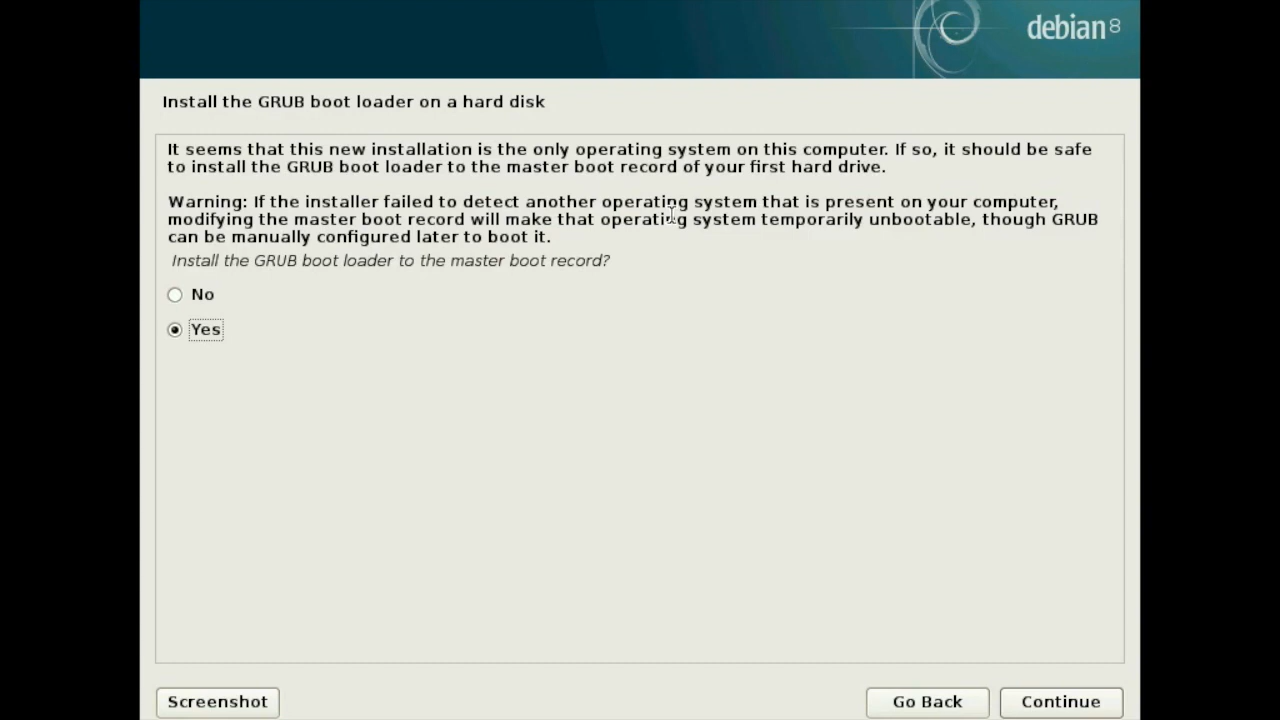 debian 8
Install the GRUB boot loader on a hard disk
It seems that this new installation is the only operating system on this computer. If so, it should be safe
to install the GRUB boot loader to the master boot record of your first hard drive.
Warning: If the installer failed to detect another operating system that is present on your computer,
modifying the master boot record will make that operating system temporarily unbootable, though GRUB
can be manually configured later to boot it.
Install the GRUB boot loader to the master boot record?
No
Yes
Screenshot
Go Back
Continue